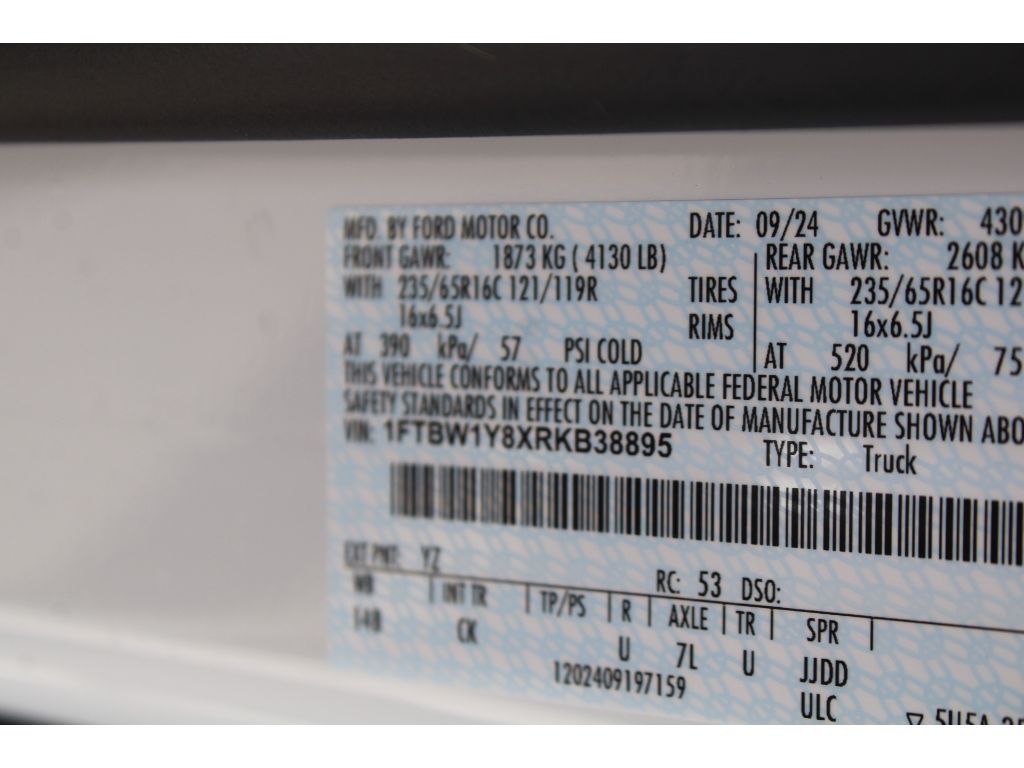 MFD. BY FORD MOTOR CO. DATE: 09/24 GVWR: 430
FRONT GAWR: 1873 KG ( 4130 LB) REAR GAWR: 2608 K
WITH 235/65R16C 121/119R TIRES WITH 235/65R16C 12
16x6.5J RIMS 16x6.5J
AT 390 kPa/ 57 PSI COLD AT 520 kPa/ 75
THIS VEHICLE CONFORMS TO ALL APPLICABLE FEDERAL MOTOR VEHICLE
SAFETY STANDARDS IN EFFECT ON THE DATE OF MANUFACTURE SHOWN ABO
VIN: 1FTBW1Y8XRKB38895
TYPE: Truck
EXT PNT: YZ RC: 53 DSO:
WB INT TR TP/PS R AXLE TR SPR
148 CK U 7L U JJDD
1202409197159 ULC